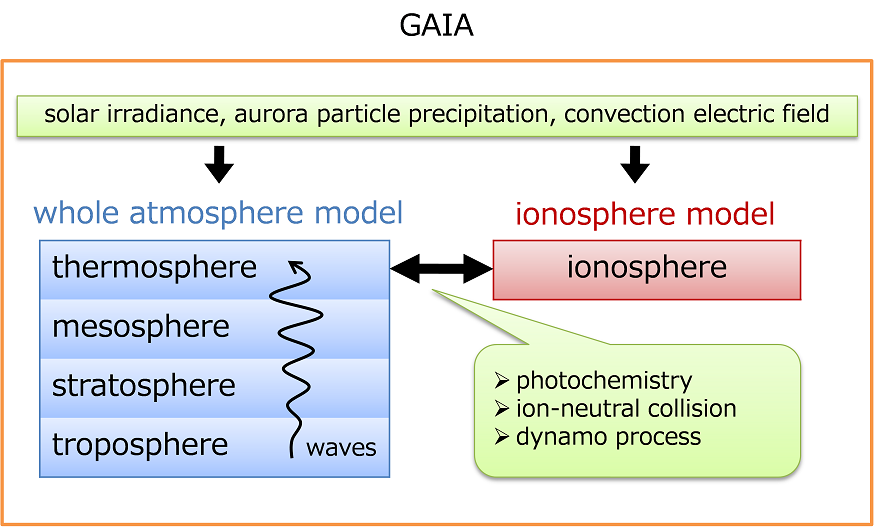 GAIA
solar irradiance, aurora particle precipitation, convection electric field
whole atmosphere model
ionosphere model
thermosphere
ionosphere
mesosphere
stratosphere
troposphere
waves
➢ photochemistry
➢ ion-neutral collision
➢ dynamo process